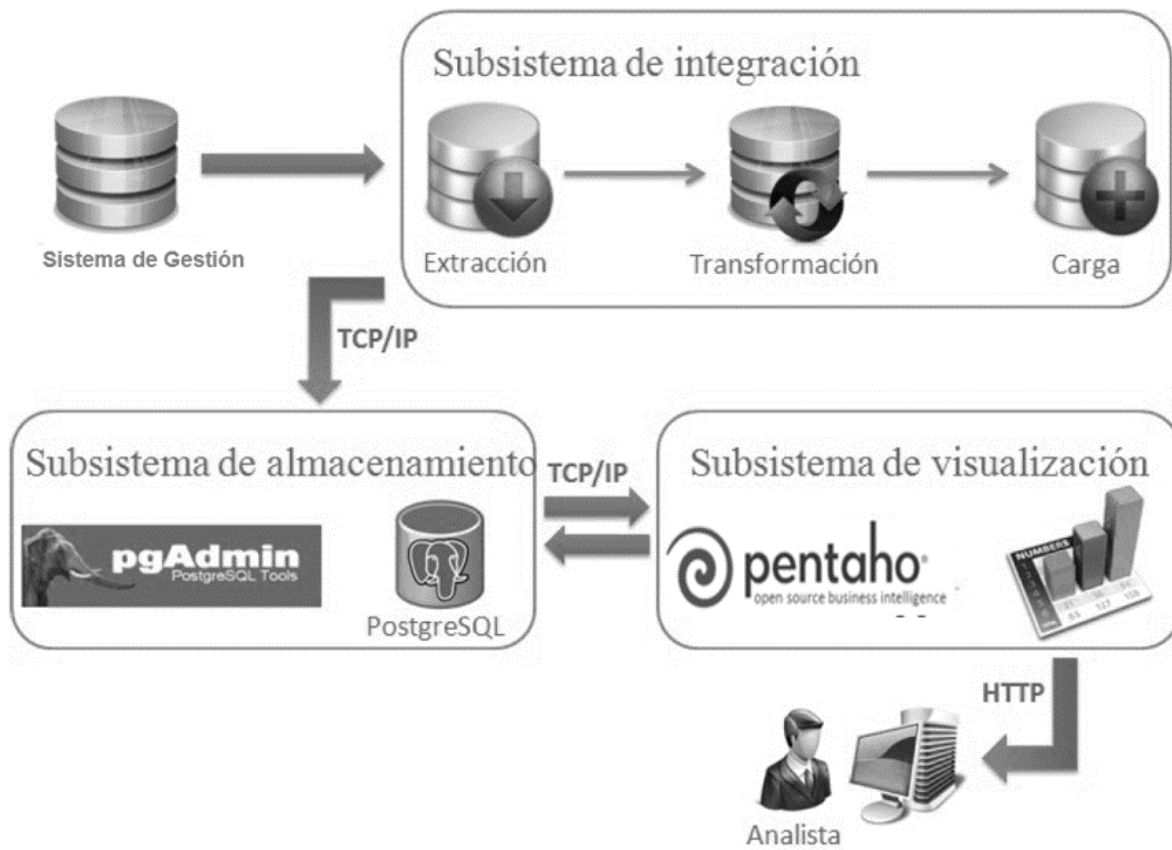 Subsistema de integración
Sistema de Gestión
Extracción
Transformación
Carga
TCP/IP
Subsistema de almacenamiento
pgAdmin
PostgreSQL Tools
PostgreSQL
TCP/IP
Subsistema de visualización
pentaho
open source business intelligence
NUMBERS
HTTP
Analista